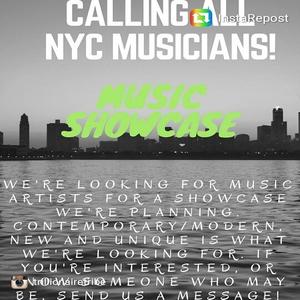 CALLING ALL
InstaRepost
NYC MUSICIANS!
MUSIC
SHOWCASE
WE'RE LOOKING FOR MUSIC
ARTISTS FOR A SHOWCASE
WE'RE PLANNING.
CONTEMPORARY/MODERN,
NEW AND UNIQUE IS WHAT
WE'RE LOOKING FOR. IF
YOU'RE INTERESTED, OR
SOMEONE WHO MAY
BE, SEND US A MESSAGE!